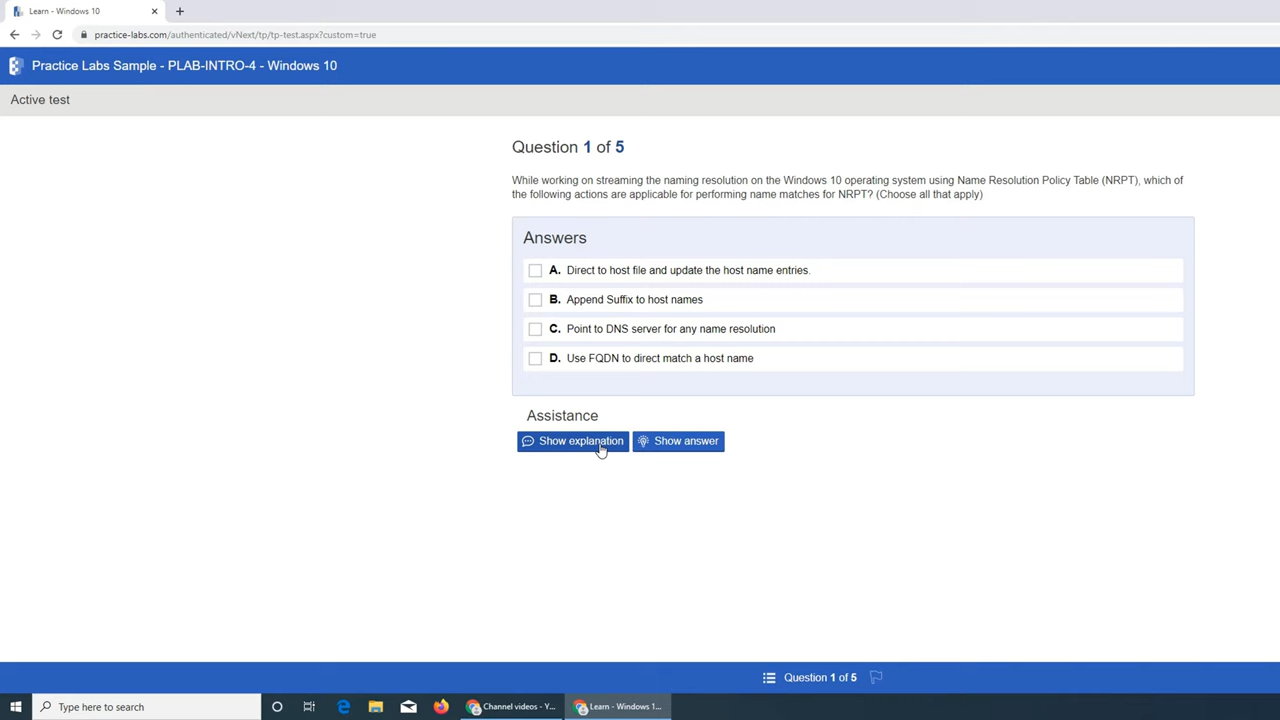 Learn - Windows 10
practice-labs.com/authenticated/vNext/tp/tp-test.aspx?custom=true
Practice Labs Sample - PLAB-INTRO-4 - Windows 10
Active test
Question 1 of 5
While working on streaming the naming resolution on the Windows 10 operating system using Name Resolution Policy Table (NRPT), which of
the following actions are applicable for performing name matches for NRPT? (Choose all that apply)
Answers
A. Direct to host file and update the host name entries.
B. Append Suffix to host names
C. Point to DNS server for any name resolution
D. Use FQDN to direct match a host name
Assistance
Show explanation Show answer
Question 1 of 5
Type here to search Channel videos - Y... Learn - Windows 1...